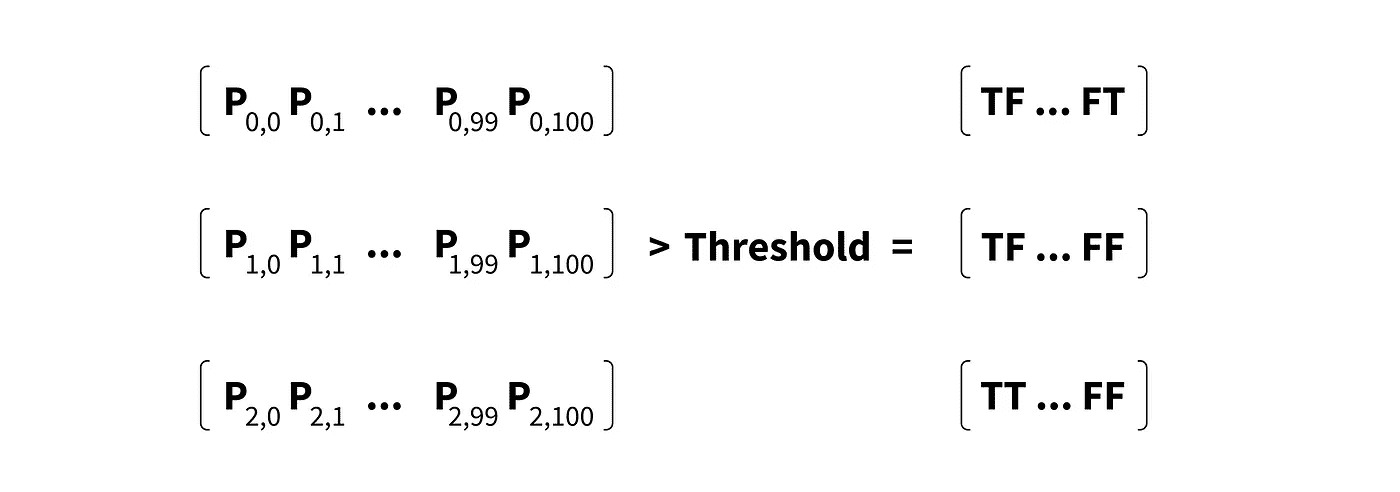 [ P0,0 P0,1 ... P0,99 P0,100 ] [ TF ... FT ]
[ P1,0 P1,1 ... P1,99 P1,100 ] > Threshold = [ TF ... FF ]
[ P2,0 P2,1 ... P2,99 P2,100 ] [ TT ... FF ]